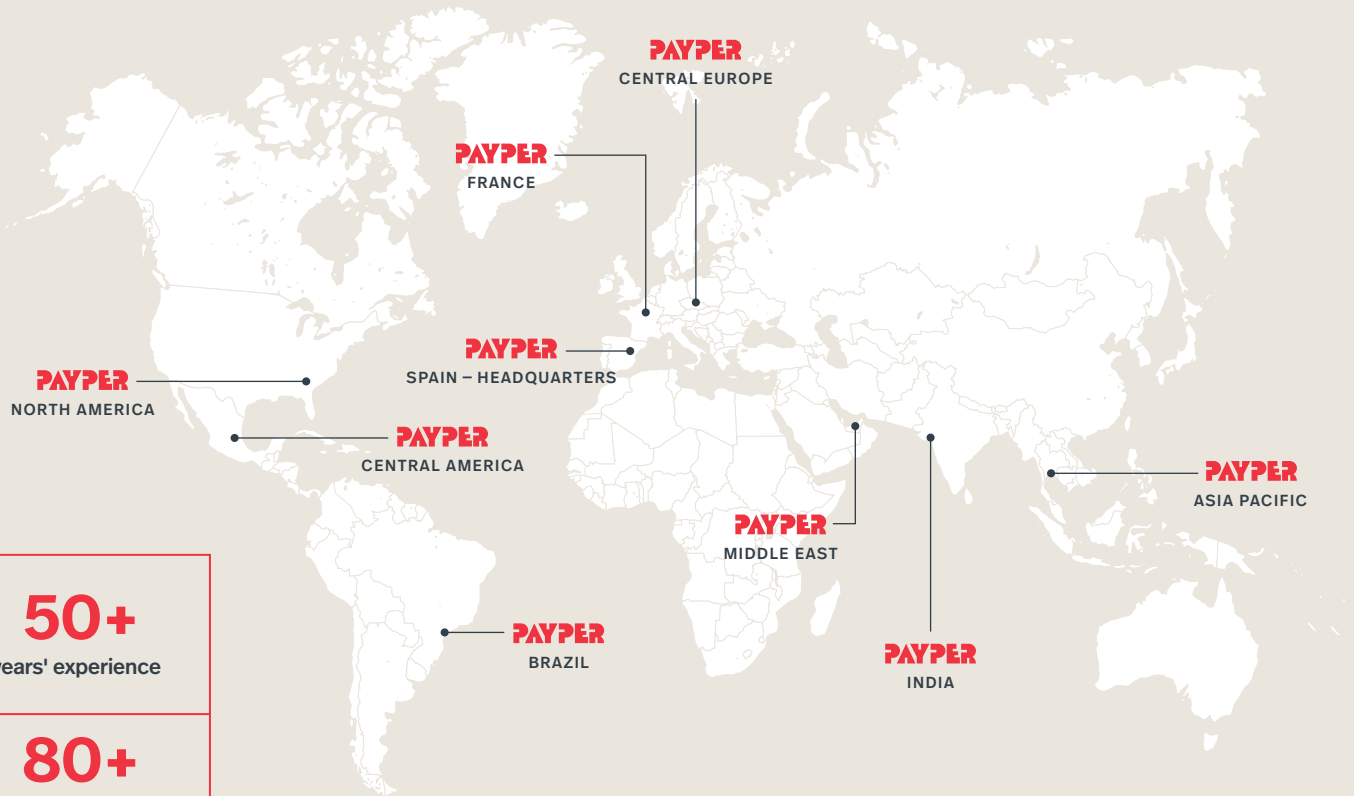 PAYPER
CENTRAL EUROPE
PAYPER
FRANCE
PAYPER
SPAIN – HEADQUARTERS
PAYPER
NORTH AMERICA
PAYPER
CENTRAL AMERICA
PAYPER
ASIA PACIFIC
PAYPER
MIDDLE EAST
PAYPER
BRAZIL
PAYPER
INDIA
50+
years' experience
80+